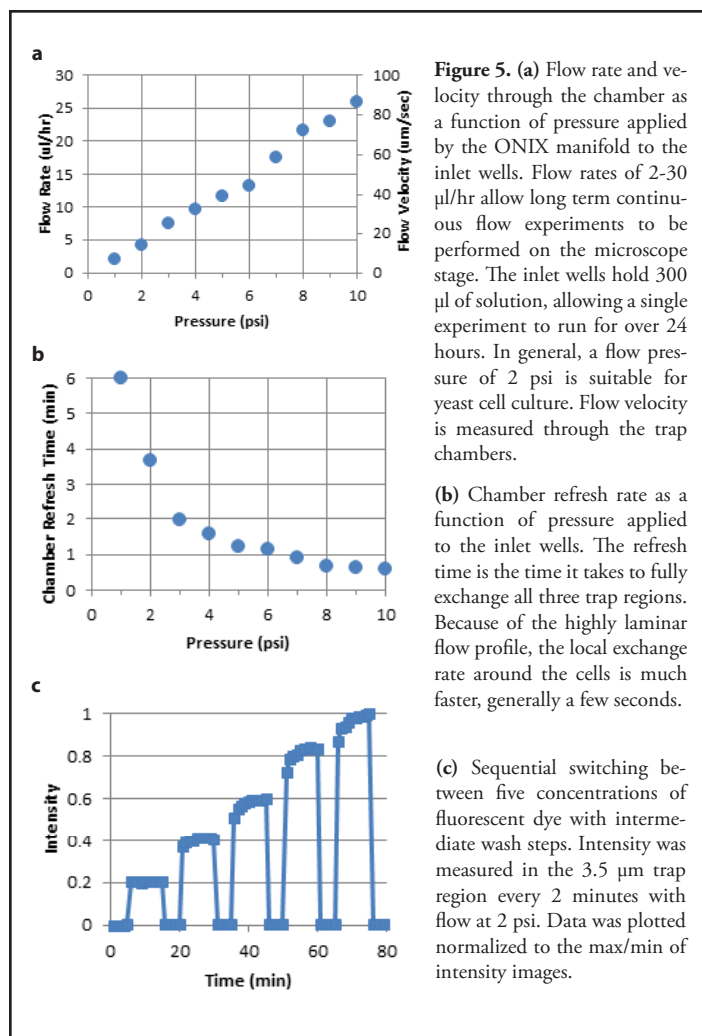 a
30
25
20
15
10
5
0
Flow Rate (ul/hr)
100
80
60
40
20
0
Flow Velocity (um/sec)
0 2 4 6 8 10
Pressure (psi)
b
6
5
4
3
2
1
0
Chamber Refresh Time (min)
0 2 4 6 8 10
Pressure (psi)
c
1
0.8
0.6
0.4
0.2
0
Intensity
0 20 40 60 80
Time (min)
Figure 5. (a) Flow rate and ve-
locity through the chamber as
a function of pressure applied
by the ONIX manifold to the
inlet wells. Flow rates of 2-30
µl/hr allow long term continu-
ous flow experiments to be
performed on the microscope
stage. The inlet wells hold 300
µl of solution, allowing a single
experiment to run for over 24
hours. In general, a flow pres-
sure of 2 psi is suitable for
yeast cell culture. Flow velocity
is measured through the trap
chambers.
(b) Chamber refresh rate as a
function of pressure applied
to the inlet wells. The refresh
time is the time it takes to fully
exchange all three trap regions.
Because of the highly laminar
flow profile, the local exchange
rate around the cells is much
faster, generally a few seconds.
(c) Sequential switching be-
tween five concentrations of
fluorescent dye with interme-
diate wash steps. Intensity was
measured in the 3.5 µm trap
region every 2 minutes with
flow at 2 psi. Data was plotted
normalized to the max/min of
intensity images.